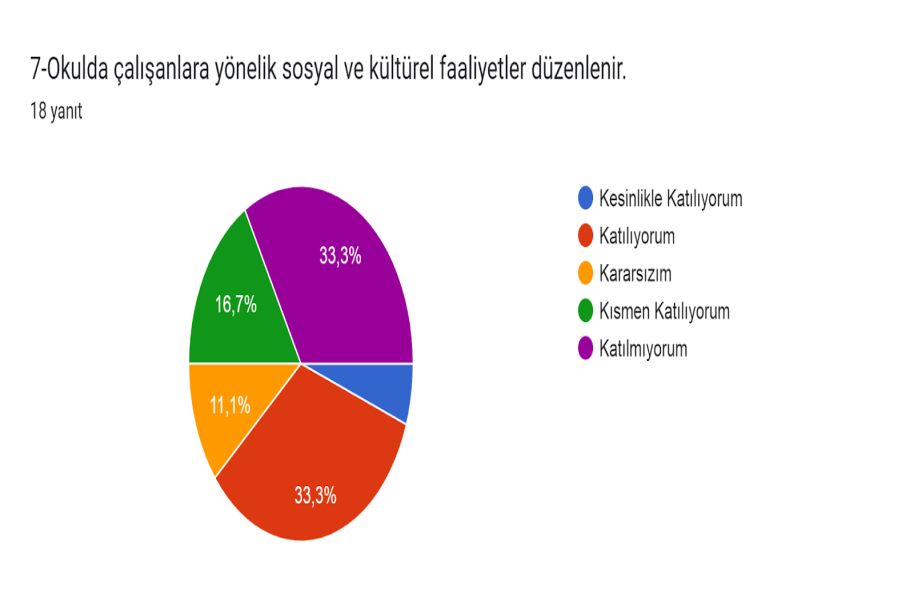 7-Okulda çalışanlara yönelik sosyal ve kültürel faaliyetler düzenlenir.
18 yanıt
Kesinlikle Katılıyorum
Katılıyorum
Kararsızım
Kısmen Katılıyorum
Katılmıyorum
33,3%
16,7%
11,1%
33,3%